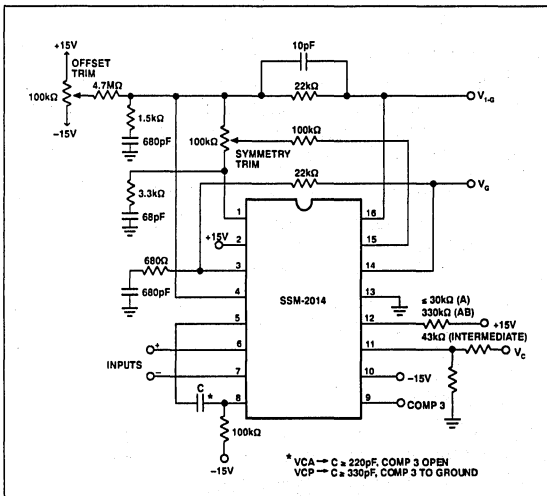 +15V
OFFSET
TRIM
100kΩ
4.7MΩ
−15V
10pF
22kΩ
V1-G
1.5kΩ
680pF
100kΩ
100kΩ
SYMMETRY
TRIM
3.3kΩ
68pF
22kΩ
VG
680Ω
680pF
+15V
SSM-2014
1
2
3
4
5
6
7
8
16
15
14
13
12
11
10
9
≤ 30kΩ (A)
330kΩ (AB)
43kΩ (INTERMEDIATE)
+15V
VC
−15V
COMP 3
INPUTS
+
−
C
*
100kΩ
−15V
* VCA → C ≥ 220pF, COMP 3 OPEN
VCP → C ≥ 330pF, COMP 3 TO GROUND